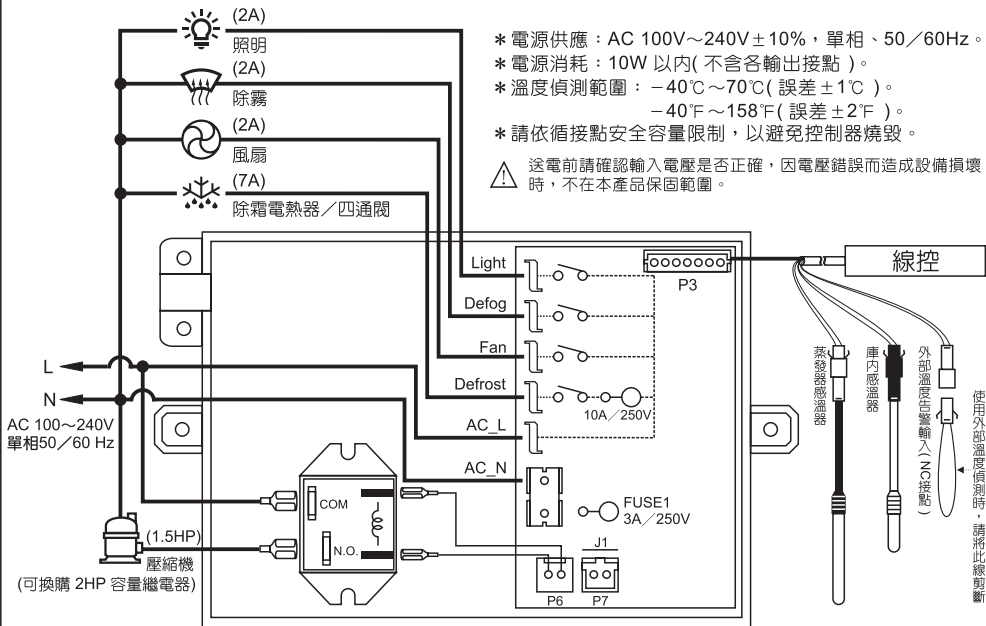 (2A)
照明
(2A)
除霧
(2A)
風扇
(7A)
除霜電熱器／四通閥
＊電源供應：AC 100V～240V±10%，單相、50／60Hz。
＊電源消耗：10W 以內( 不含各輸出接點 )。
＊溫度偵測範圍：－40℃～70℃( 誤差±1℃ )。
－40℉～158℉( 誤差±2℉ )。
＊請依循接點安全容量限制，以避免控制器燒毀。
送電前請確認輸入電壓是否正確，因電壓錯誤而造成設備損壞
時，不在本產品保固範圍。
Light
Defog
Fan
Defrost
10A／250V
AC_L
AC_N
FUSE1
3A／250V
P3
線控
L
N
AC 100～240V
單相50／60 Hz
COM
N.O.
J1
P6
P7
(1.5HP)
壓縮機
(可換購 2HP 容量繼電器)
蒸發器感溫器
庫內感溫器
外部溫度告警輸入(NC接點)
使用外部溫度偵測時，請將此線剪斷